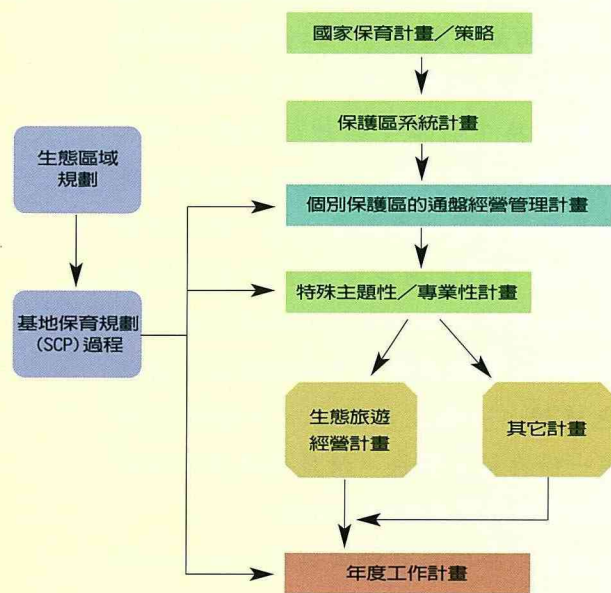 國家保育計畫／策略
保護區系統計畫
生態區域
規劃
個別保護區的通盤經營管理計畫
特殊主題性／專業性計畫
基地保育規劃
(SCP)過程
生態旅遊
經營計畫
其它計畫
年度工作計畫